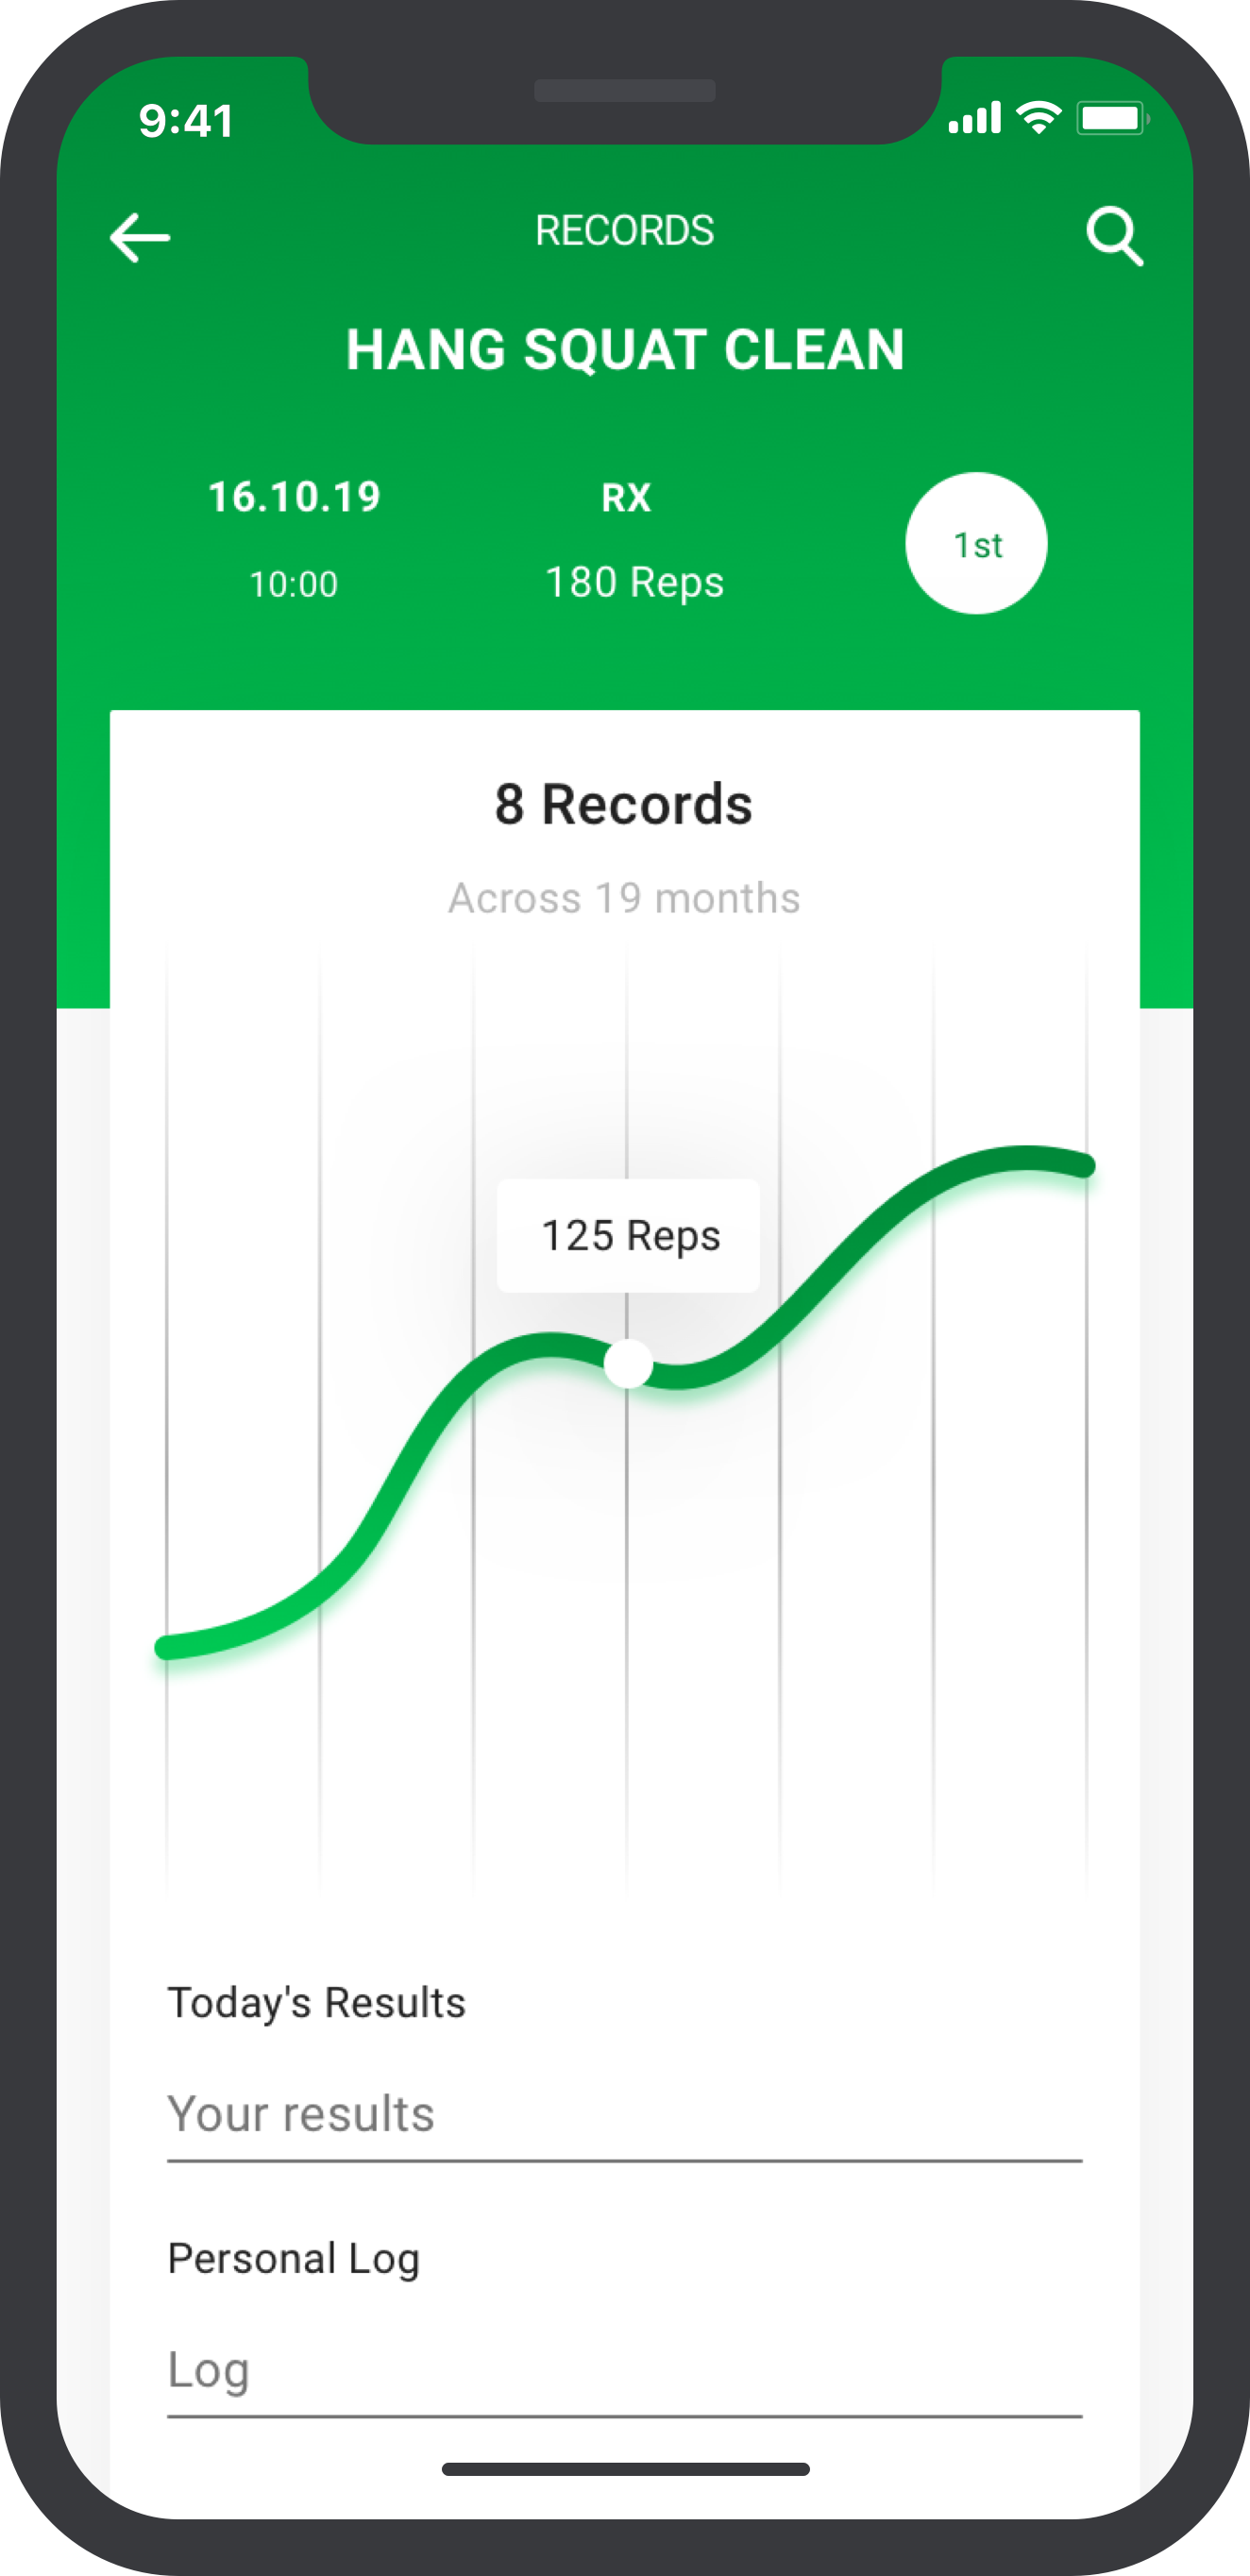 9:41
RECORDS
HANG SQUAT CLEAN
16.10.19
RX
1st
10:00
180 Reps
8 Records
Across 19 months
125 Reps
Today's Results
Your results
Personal Log
Log